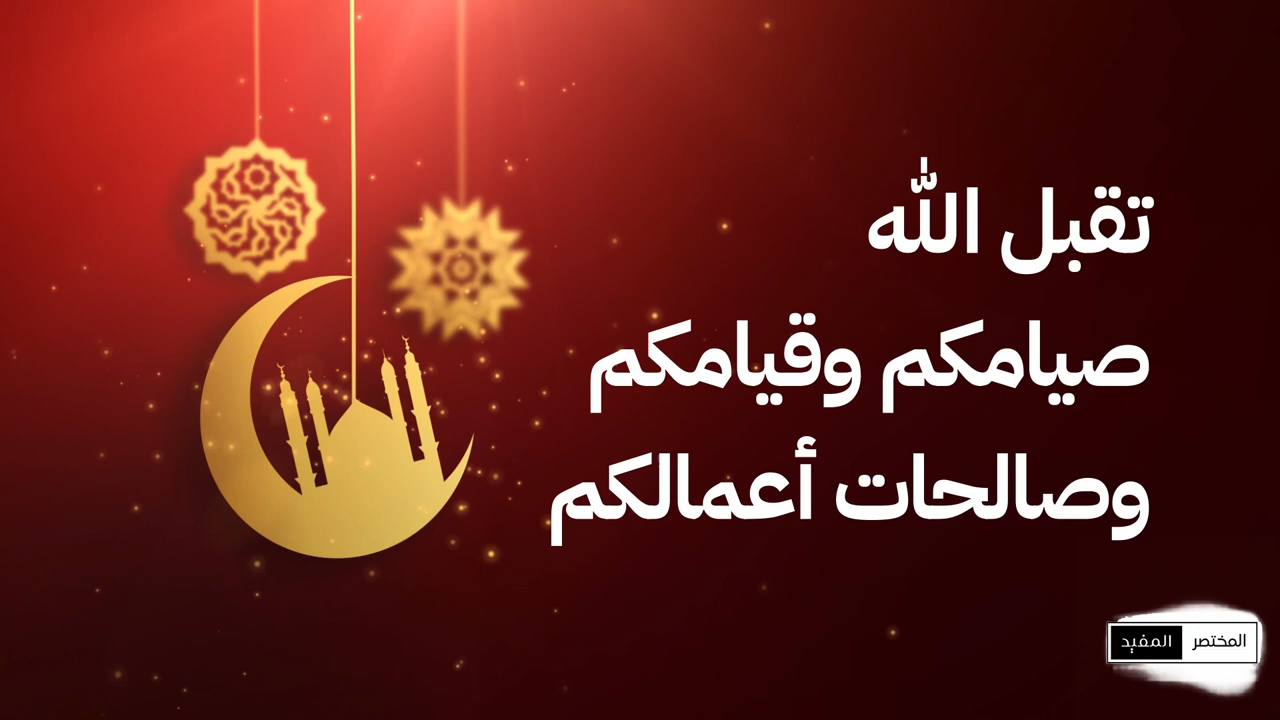 تقبل الله
صيامكم وقيامكم
وصالحات أعمالكم
المختصر المفيد